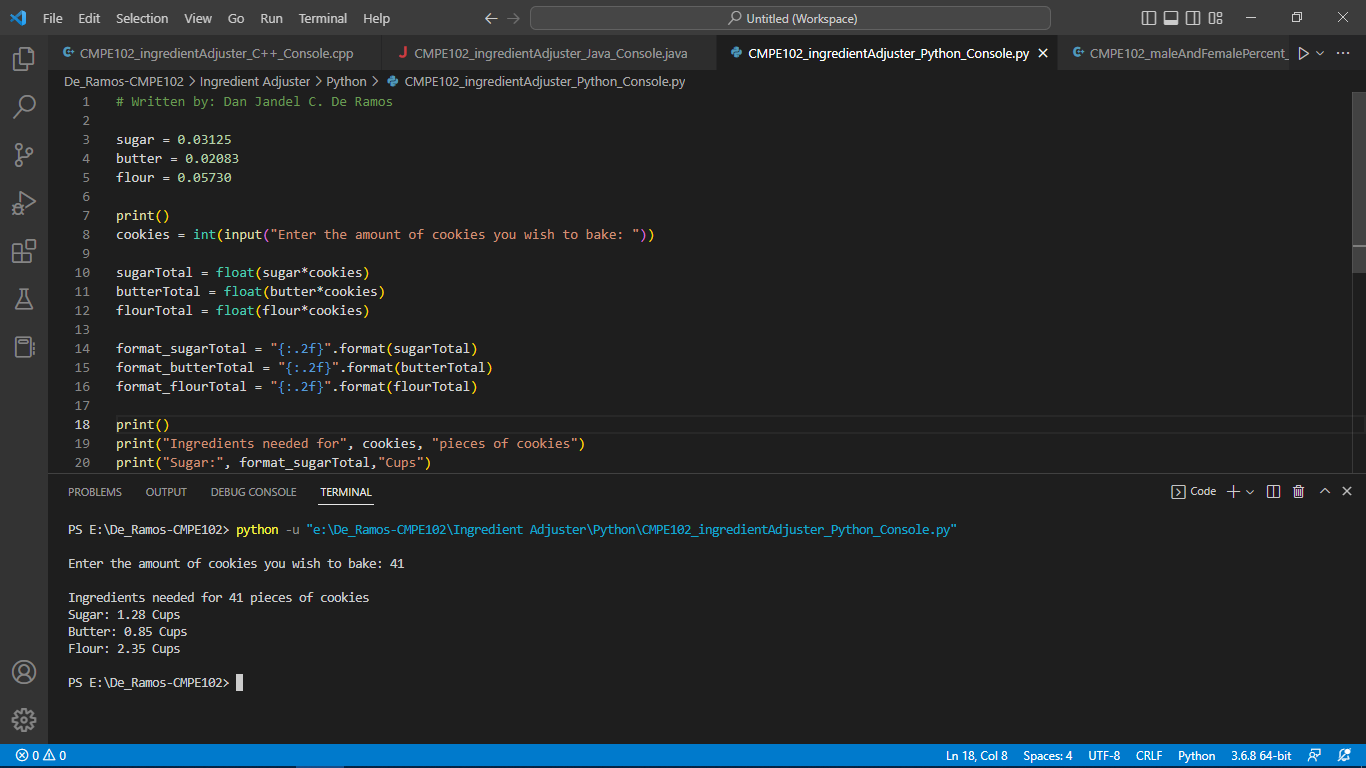 File Edit Selection View Go Run Terminal Help Untitled (Workspace)
CMPE102_ingredientAdjuster_C++_Console.cpp J CMPE102_ingredientAdjuster_Java_Console.java CMPE102_ingredientAdjuster_Python_Console.py CMPE102_maleAndFemalePercent_
De_Ramos-CMPE102 > Ingredient Adjuster > Python > CMPE102_ingredientAdjuster_Python_Console.py
1 # Written by: Dan Jandel C. De Ramos
2
3 sugar = 0.03125
4 butter = 0.02083
5 flour = 0.05730
6
7 print()
8 cookies = int(input("Enter the amount of cookies you wish to bake: "))
9
10 sugarTotal = float(sugar*cookies)
11 butterTotal = float(butter*cookies)
12 flourTotal = float(flour*cookies)
13
14 format_sugarTotal = "{:.2f}".format(sugarTotal)
15 format_butterTotal = "{:.2f}".format(butterTotal)
16 format_flourTotal = "{:.2f}".format(flourTotal)
17
18 print()
19 print("Ingredients needed for", cookies, "pieces of cookies")
20 print("Sugar:", format_sugarTotal,"Cups")
PROBLEMS OUTPUT DEBUG CONSOLE TERMINAL Code
PS E:\De_Ramos-CMPE102> python -u "e:\De_Ramos-CMPE102\Ingredient Adjuster\Python\CMPE102_ingredientAdjuster_Python_Console.py"
Enter the amount of cookies you wish to bake: 41
Ingredients needed for 41 pieces of cookies
Sugar: 1.28 Cups
Butter: 0.85 Cups
Flour: 2.35 Cups
PS E:\De_Ramos-CMPE102>
0 0 Ln 18, Col 8 Spaces: 4 UTF-8 CRLF Python 3.6.8 64-bit